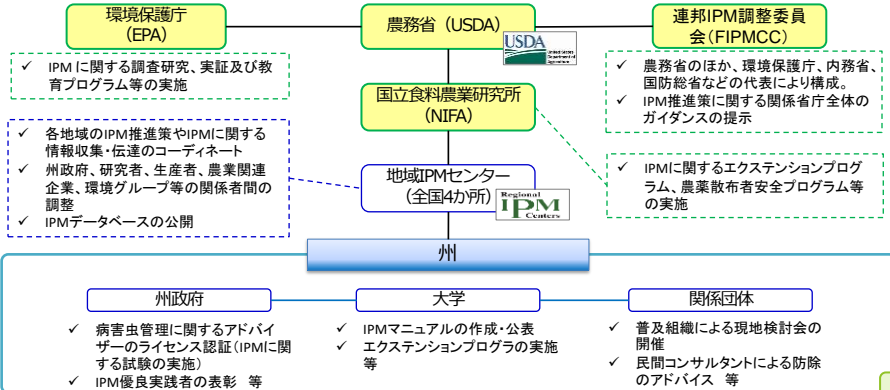 環境保護庁
(EPA)
農務省（USDA）
連邦IPM調整委員
会(FIPMCC)
USDA
United States
Department of
Agriculture
✓ IPM に関する調査研究、実証及び教
育プログラム等の実施
国立食料農業研究所
(NIFA)
✓ 農務省のほか、環境保護庁、内務省、
国防総省などの代表により構成。
✓ IPM推進策に関する関係省庁全体の
ガイダンスの提示
✓ 各地域のIPM推進策やIPMに関する
情報収集・伝達のコーディネート
✓ 州政府、研究者、生産者、農業関連
企業、環境グループ等の関係者間の
調整
✓ IPMデータベースの公開
地域IPMセンター
（全国4か所）
Regional
IPM
Centers
✓ IPMに関するエクステンションプログ
ラム、農薬散布者安全プログラム等
の実施
州
州政府
✓ 病害虫管理に関するアドバイ
ザーのライセンス認証（IPMに関
する試験の実施）
✓ IPM優良実践者の表彰 等
大学
✓ IPMマニュアルの作成・公表
✓ エクステンションプログラの実施
等
関係団体
✓ 普及組織による現地検討会の
開催
✓ 民間コンサルタントによる防除
のアドバイス 等